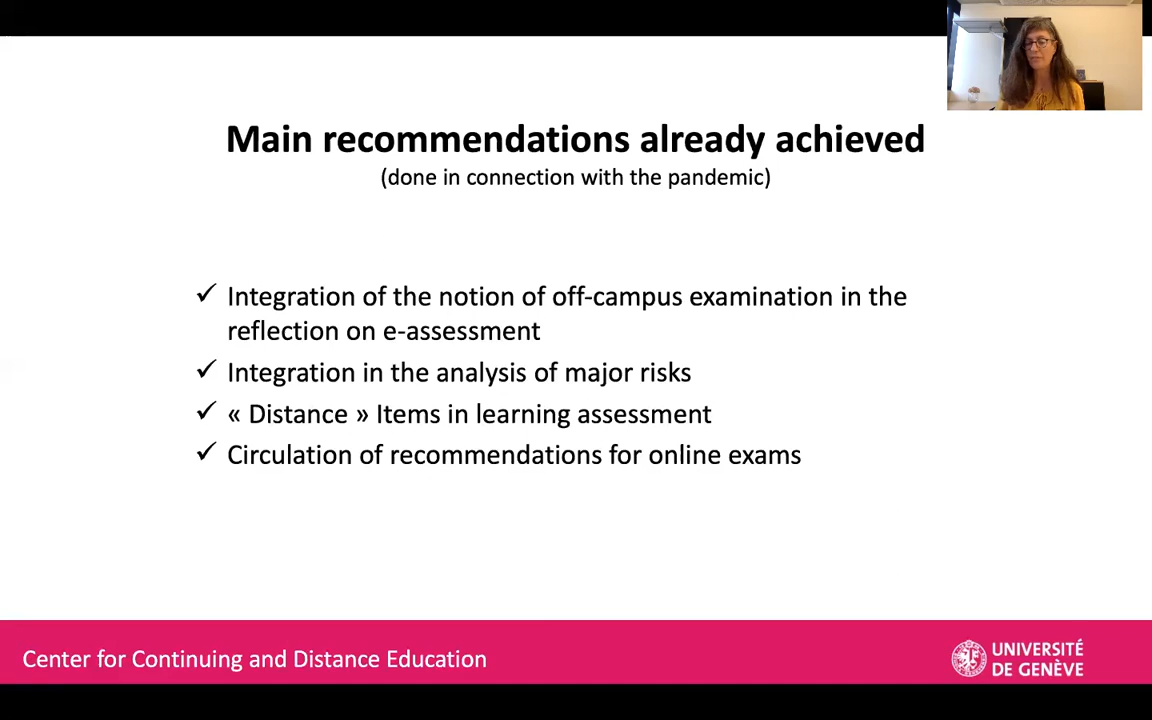 Main recommendations already achieved
(done in connection with the pandemic)
✓ Integration of the notion of off-campus examination in the
reflection on e-assessment
✓ Integration in the analysis of major risks
✓ « Distance » Items in learning assessment
✓ Circulation of recommendations for online exams
Center for Continuing and Distance Education
UNIVERSITÉ
DE GENÈVE